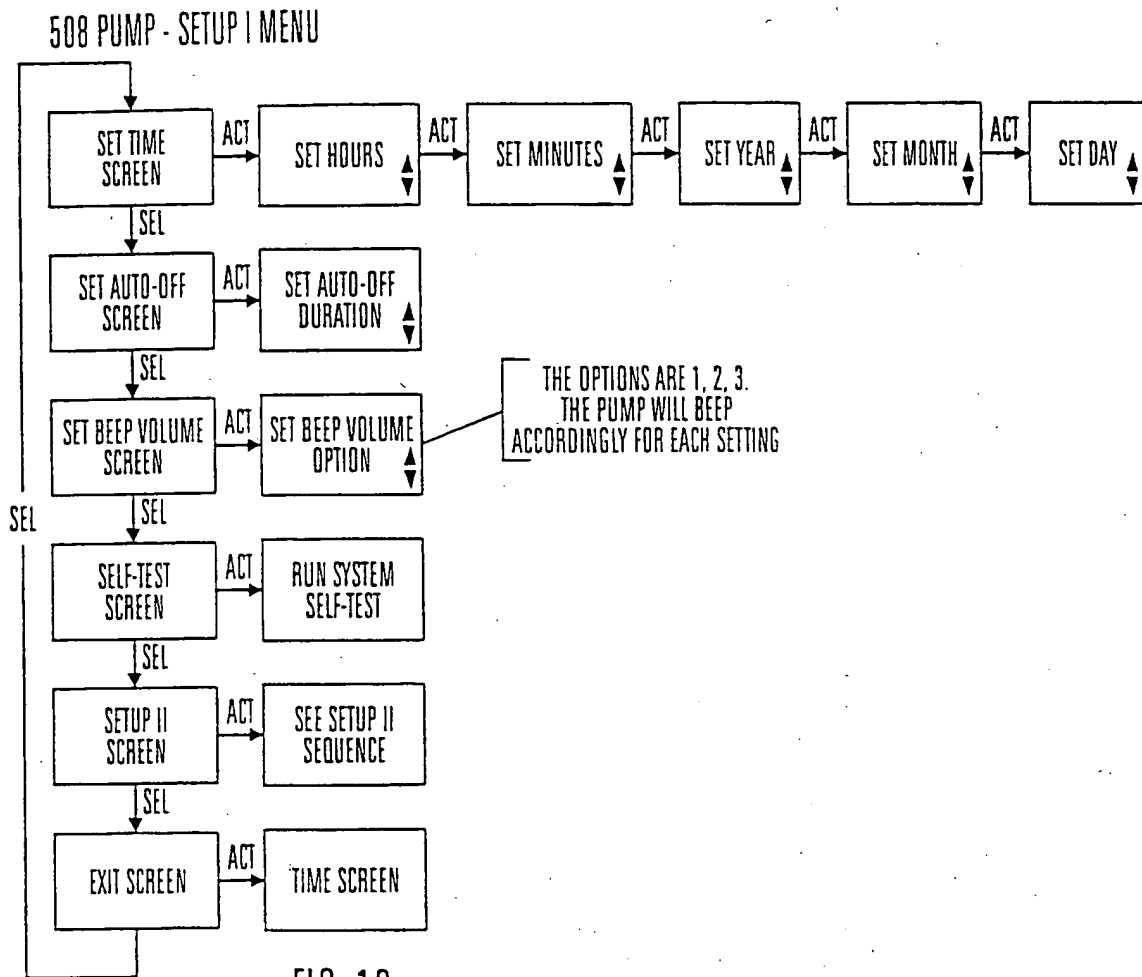 508 PUMP - SETUP I MENU
SET TIME
SCREEN
ACT
SET HOURS
ACT
SET MINUTES
ACT
SET YEAR
ACT
SET MONTH
ACT
SET DAY
SEL
SET AUTO-OFF
SCREEN
ACT
SET AUTO-OFF
DURATION
SEL
SET BEEP VOLUME
SCREEN
ACT
SET BEEP VOLUME
OPTION
THE OPTIONS ARE 1, 2, 3.
THE PUMP WILL BEEP
ACCORDINGLY FOR EACH SETTING
SEL
SEL
SELF-TEST
SCREEN
ACT
RUN SYSTEM
SELF-TEST
SEL
SETUP II
SCREEN
ACT
SEE SETUP II
SEQUENCE
SEL
EXIT SCREEN
ACT
TIME SCREEN